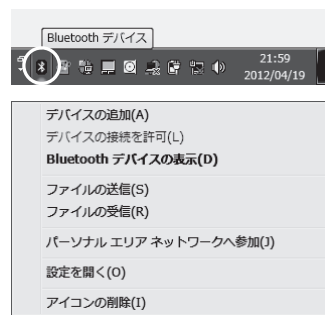 Bluetooth デバイス
21:59
2012/04/19
デバイスの追加(A)
デバイスの接続を許可(L)
Bluetooth デバイスの表示(D)
ファイルの送信(S)
ファイルの受信(R)
パーソナル エリア ネットワークへ参加(J)
設定を開く(O)
アイコンの削除(I)